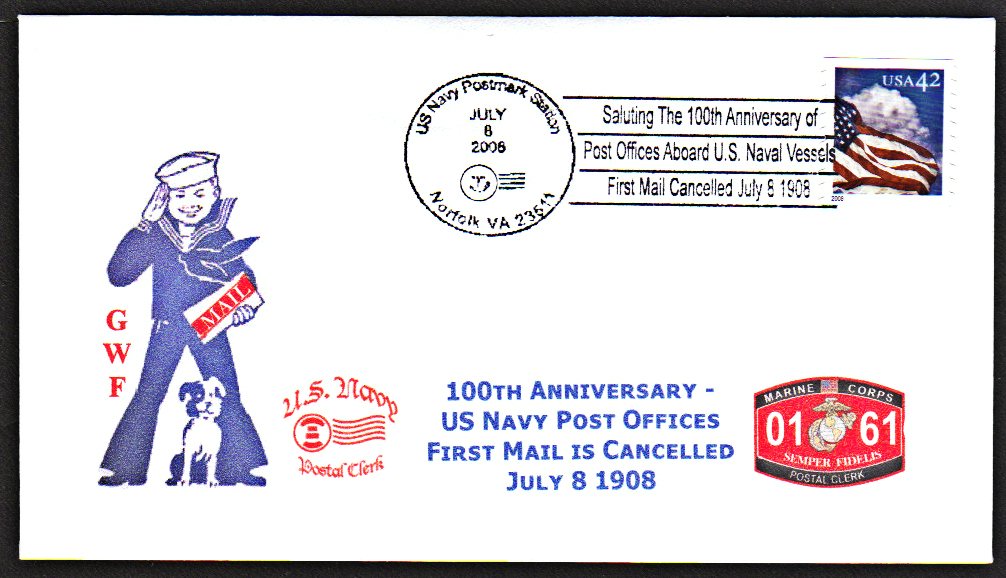 US Navy Postmark Station
JULY
8
2008
Norfolk VA 23511
Saluting The 100th Anniversary of
Post Offices Aboard U.S. Naval Vessels
First Mail Cancelled July 8 1908
USA 42
2008
MAIL
G
W
F
U.S. Navy
Postal Clerk
100TH ANNIVERSARY -
US NAVY POST OFFICES
FIRST MAIL IS CANCELLED
JULY 8 1908
MARINE CORPS
01 61
SEMPER FIDELIS
POSTAL CLERK